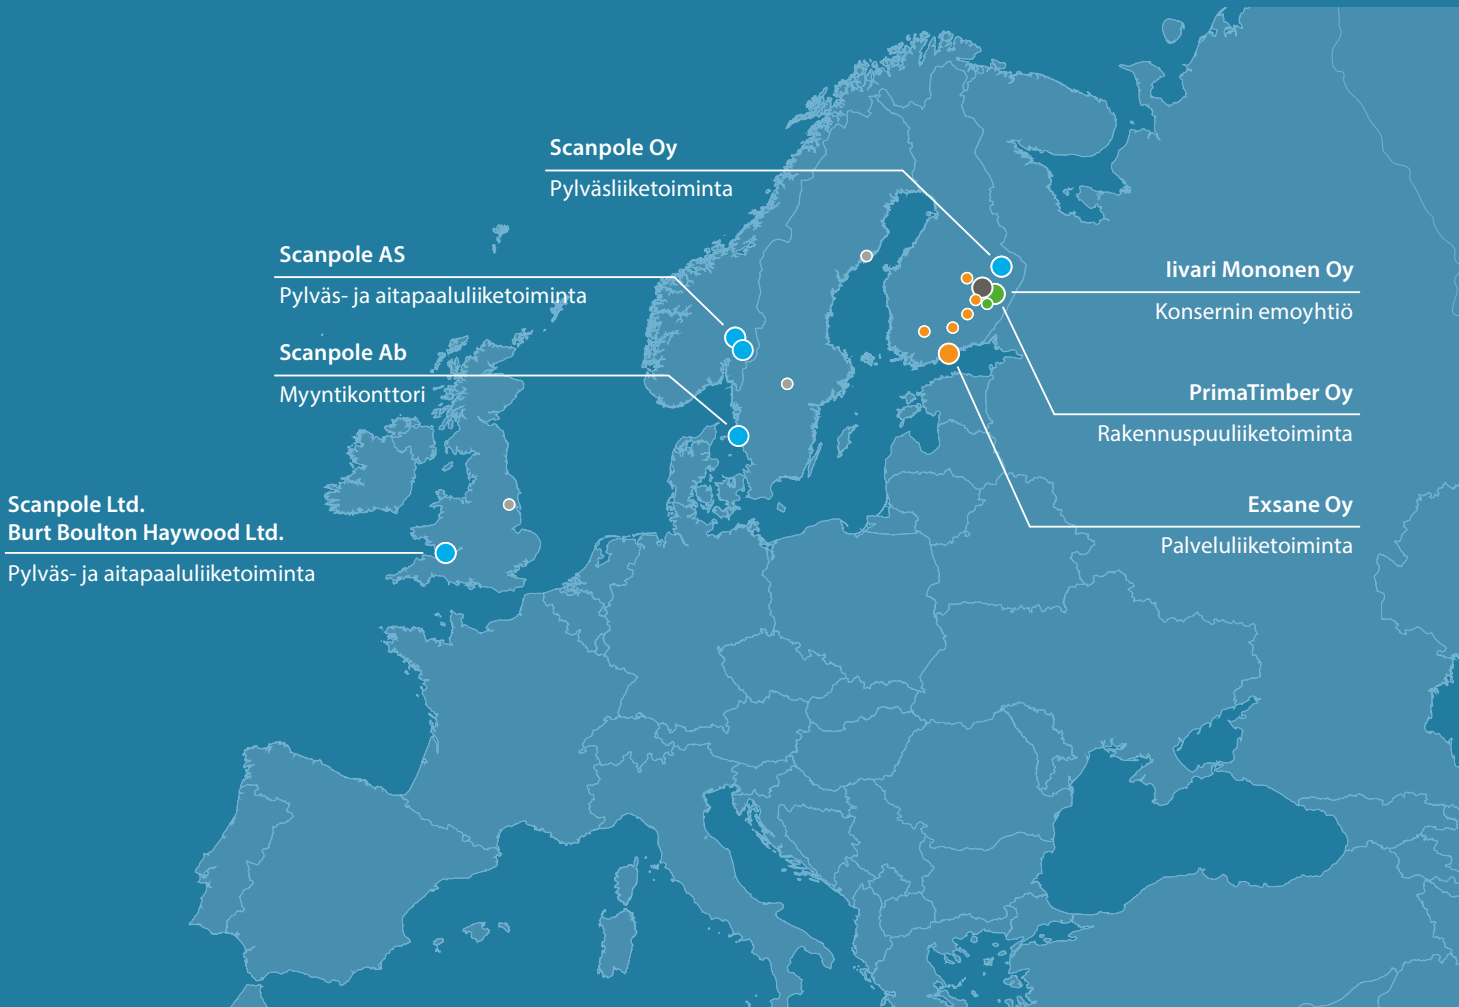 Scanpole Oy
Pylväsliiketoiminta
Scanpole AS
Pylväs- ja aitapaaluliiketoiminta
Scanpole Ab
Myyntikonttori
Scanpole Ltd.
Burt Boulton Haywood Ltd.
Pylväs- ja aitapaaluliiketoiminta
Iivari Mononen Oy
Konsernin emoyhtiö
PrimaTimber Oy
Rakennuspuuliiketoiminta
Exsane Oy
Palveluliiketoiminta